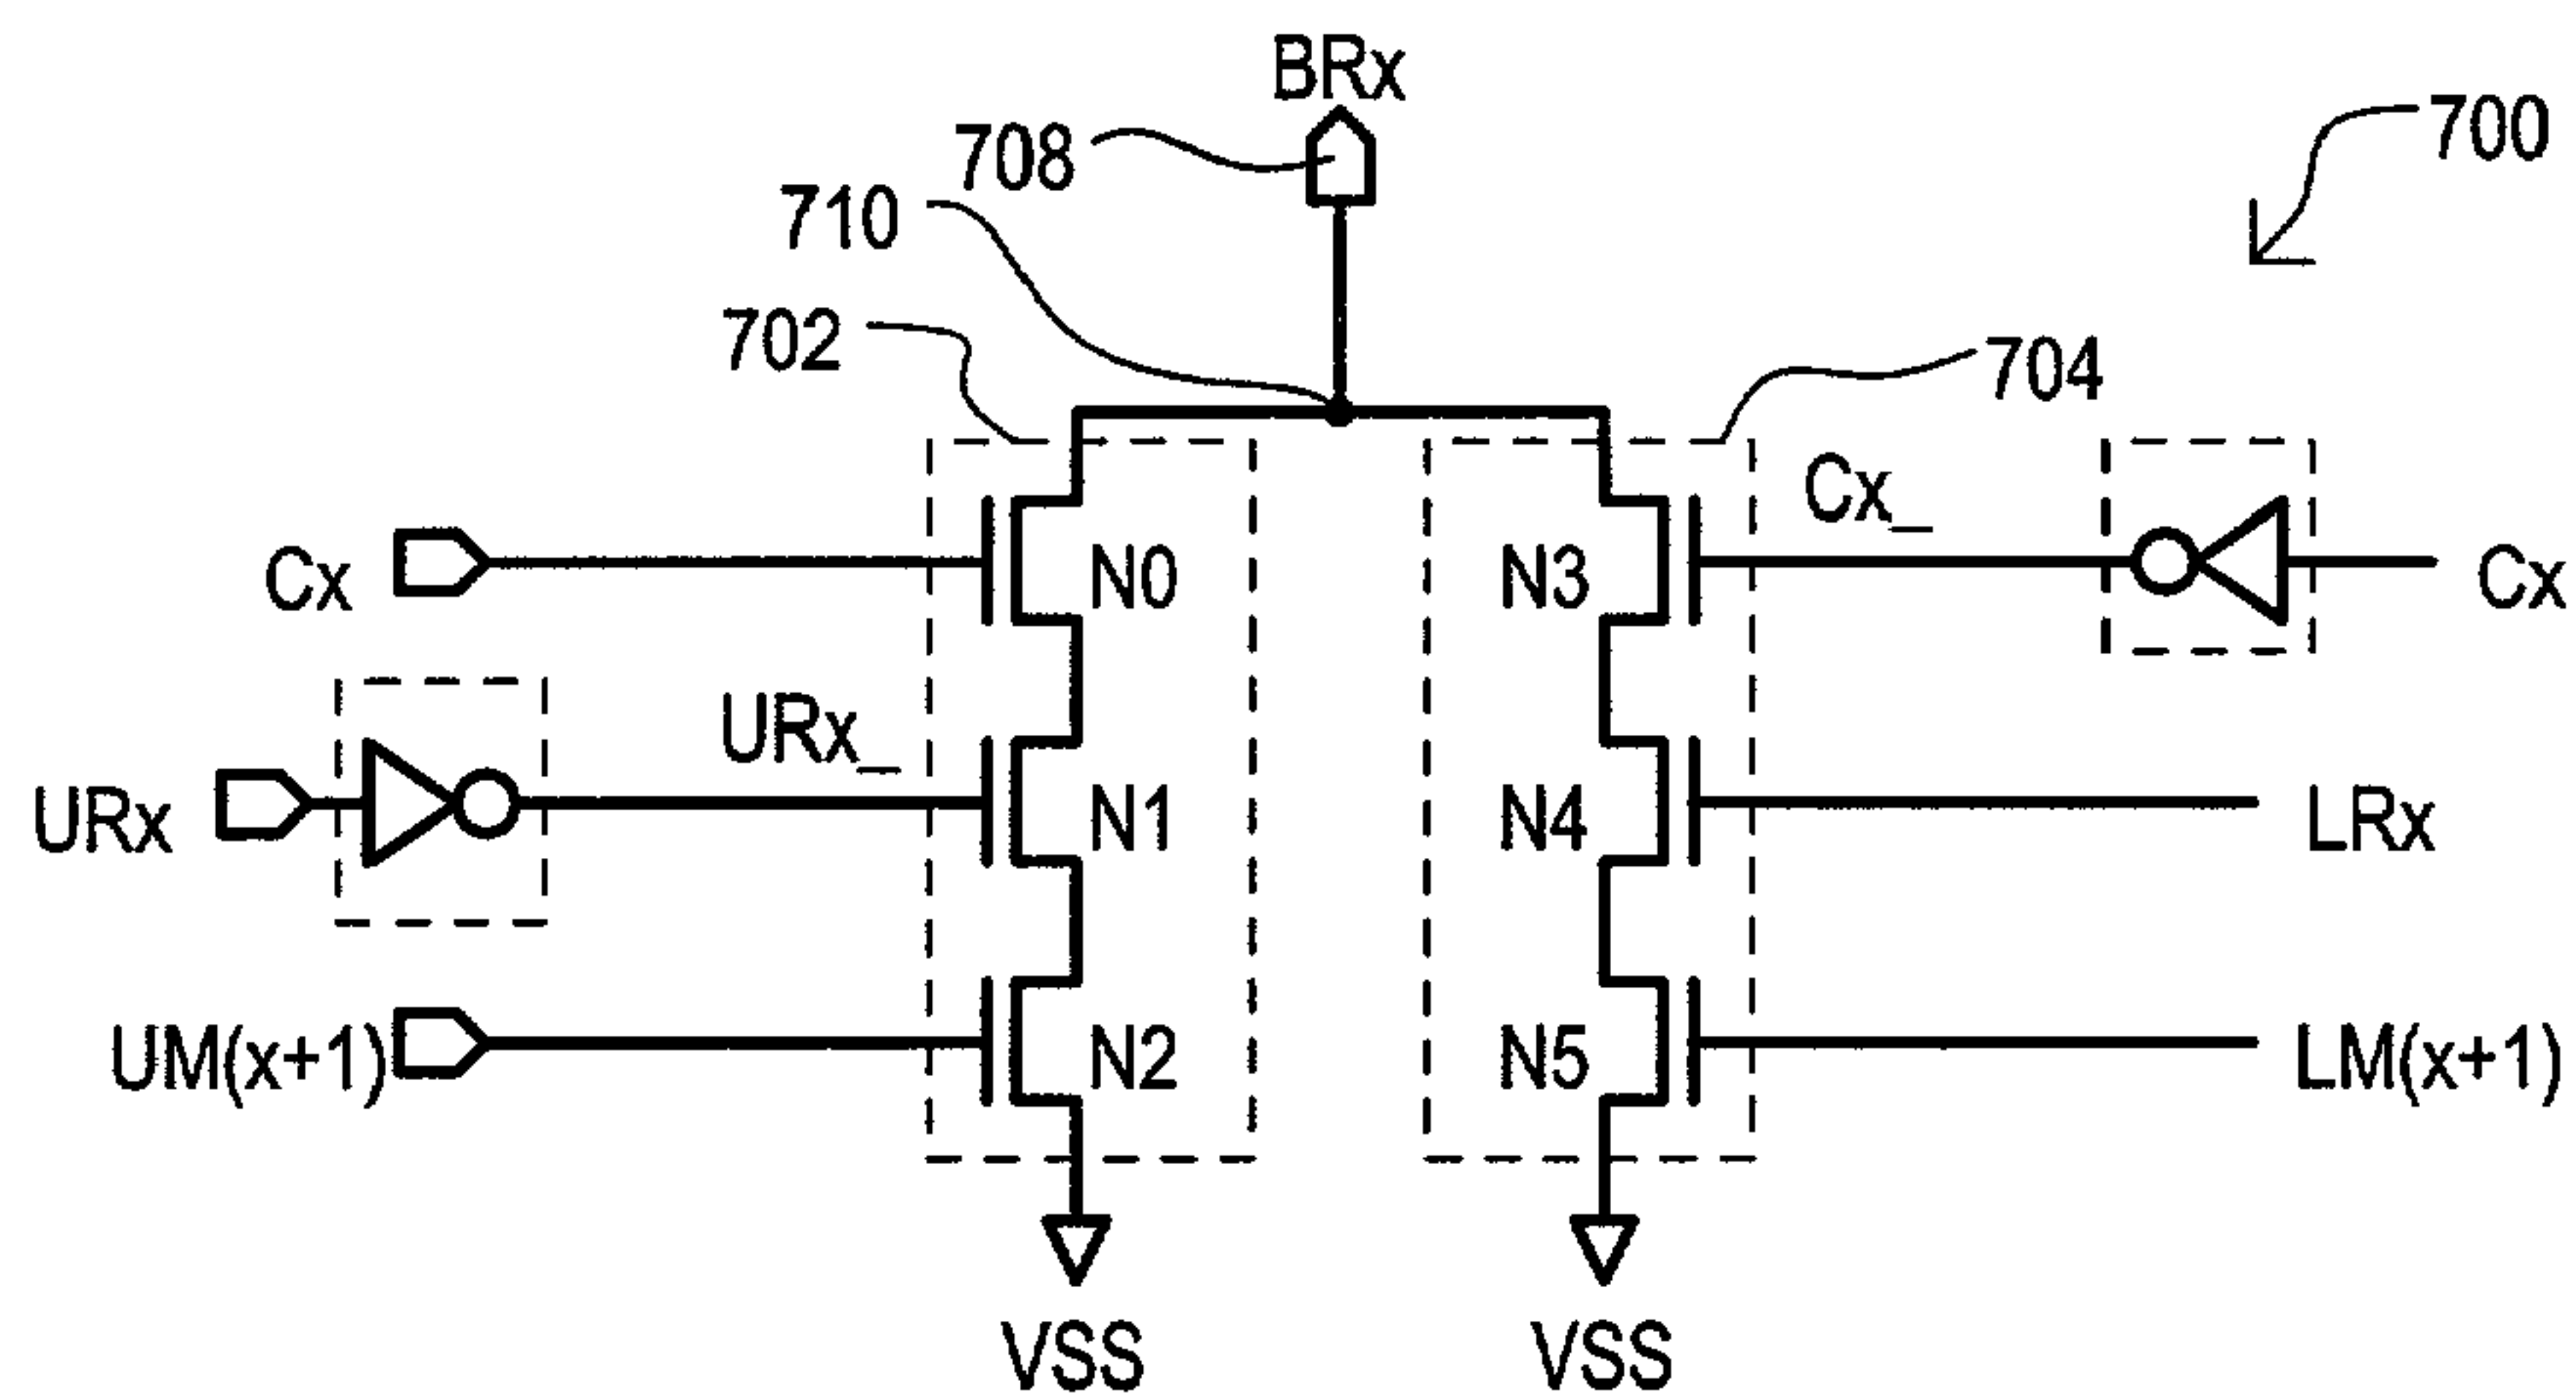 BRx
708
700
710
702
704
Cx_
Cx
N0
N3
Cx
URx_
URx
N1
N4
LRx
UM(x+1)
N2
N5
LM(x+1)
VSS
VSS